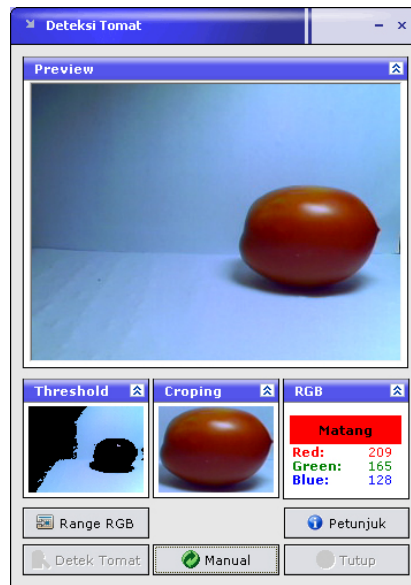 Deteksi Tomat
Preview
Threshold
Croping
RGB
Matang
Red: 209
Green: 165
Blue: 128
Range RGB
Petunjuk
Detek Tomat
Manual
Tutup